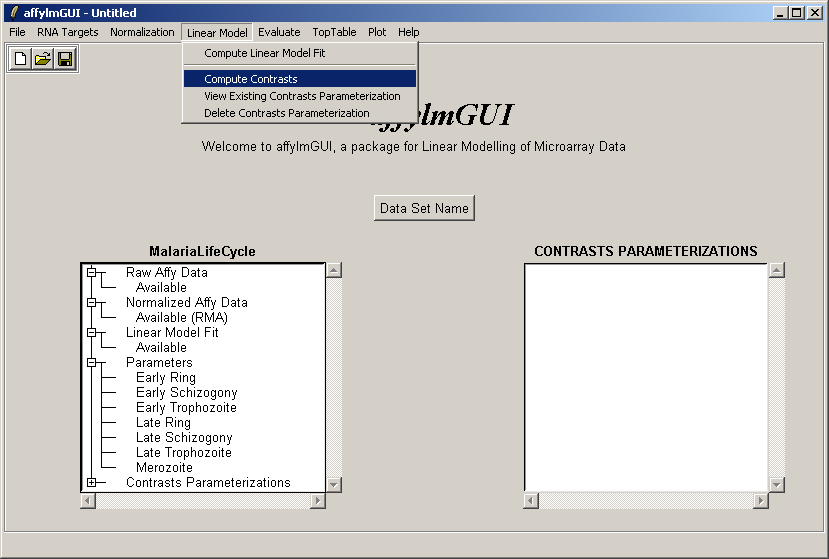 affylmGUI - Untitled
File RNA Targets Normalization Linear Model Evaluate TopTable Plot Help
Compute Linear Model Fit
Compute Contrasts
View Existing Contrasts Parameterization
Delete Contrasts Parameterization
affylmGUI
Welcome to affylmGUI, a package for Linear Modelling of Microarray Data
Data Set Name
MalariaLifeCycle
Raw Affy Data
Available
Normalized Affy Data
Available (RMA)
Linear Model Fit
Available
Parameters
Early Ring
Early Schizogony
Early Trophozoite
Late Ring
Late Schizogony
Late Trophozoite
Merozoite
Contrasts Parameterizations
CONTRASTS PARAMETERIZATIONS